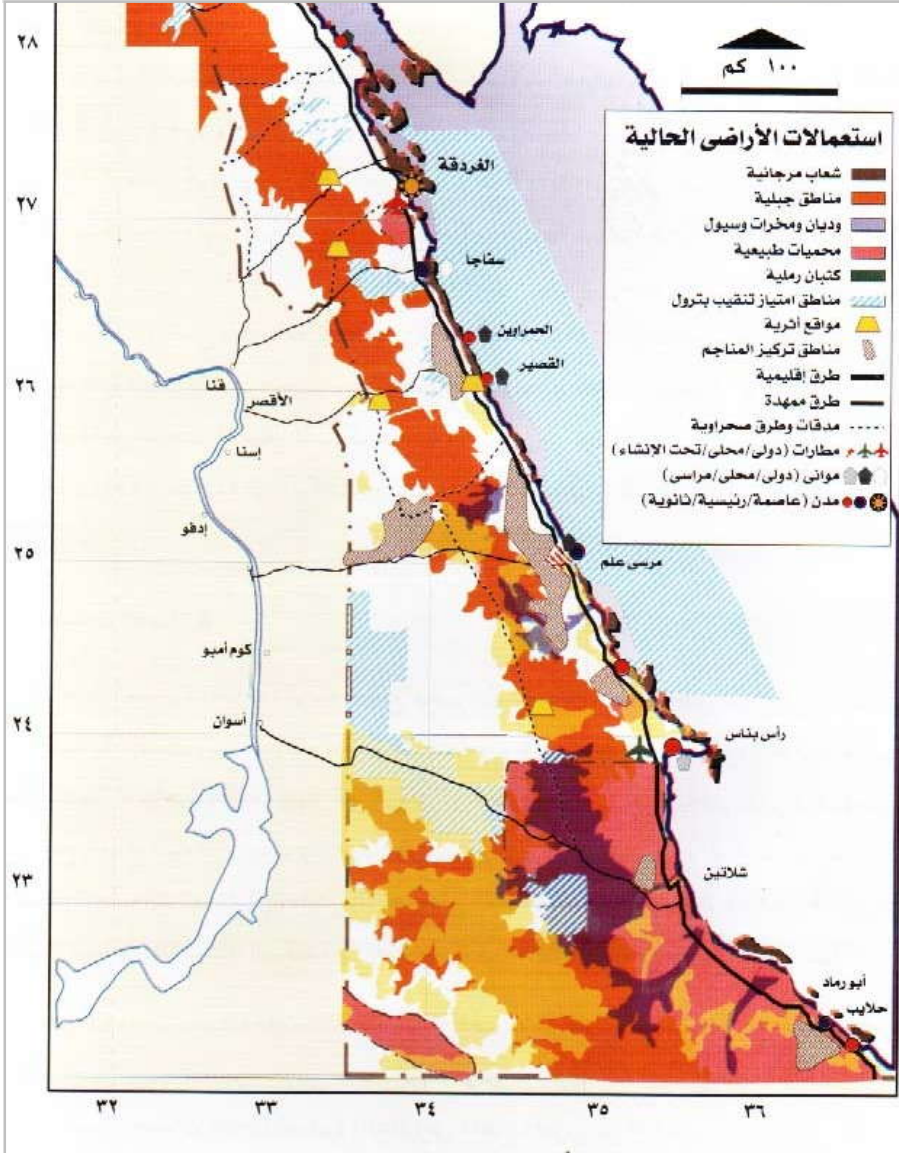 ١٠٠ كم
استعمالات الأراضى الحالية
شعاب مرجانية
مناطق جبلية
وديان ومخرات وسيول
محميات طبيعية
كثبان رملية
مناطق امتياز تنقيب بترول
مواقع أثرية
مناطق تركيز المناجم
طرق إقليمية
طرق ممهدة
مدقات وطرق صحراوية
مطارات (دولى/محلى/تحت الإنشاء)
موانى (دولى/محلى/مراسى)
مدن (عاصمة/رئيسية/ثانوية)
٢٨
٢٧
٢٦
٢٥
٢٤
٢٣
الغردقة
سفاجا
الحمراوين
القصير
قنا
الأقصر
إسنا
إدفو
مرسى علم
كوم أمبو
أسوان
رأس بناس
شلاتين
أبو رماد
حلايب
٣٢
٣٣
٣٤
٣٥
٣٦